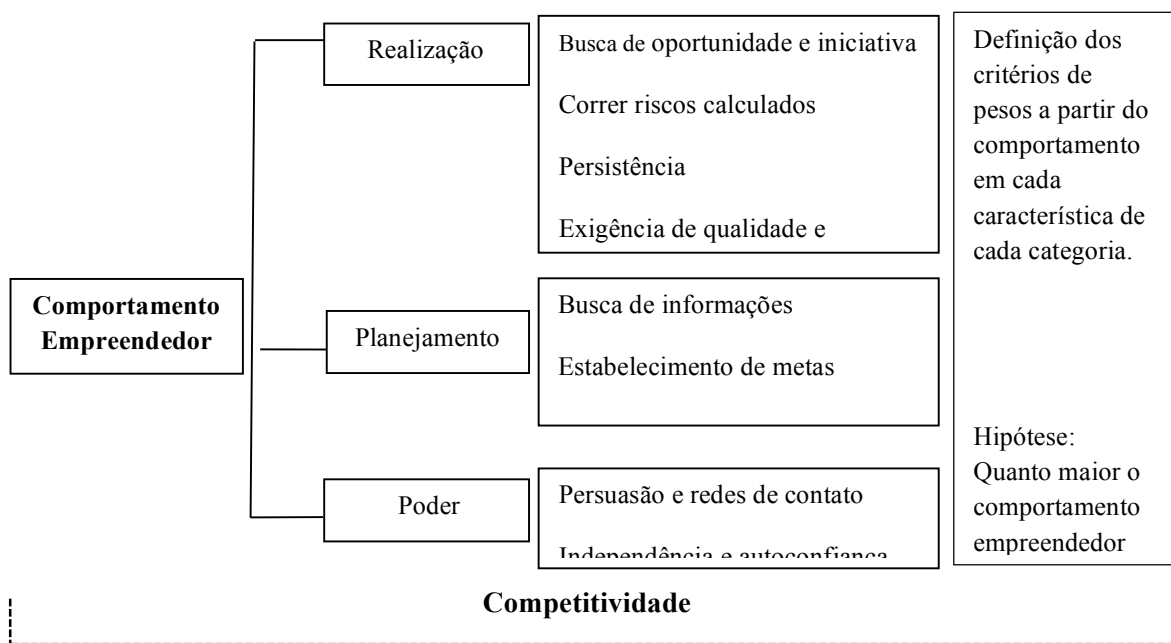 Realização
Busca de oportunidade e iniciativa
Correr riscos calculados
Persistência
Exigência de qualidade e
Definição dos
critérios de
pesos a partir do
comportamento
em cada
característica de
cada categoria.
Comportamento
Empreendedor
Planejamento
Busca de informações
Estabelecimento de metas
Hipótese:
Quanto maior o
comportamento
empreendedor
Poder
Persuasão e redes de contato
Independência e autoconfiança
Competitividade